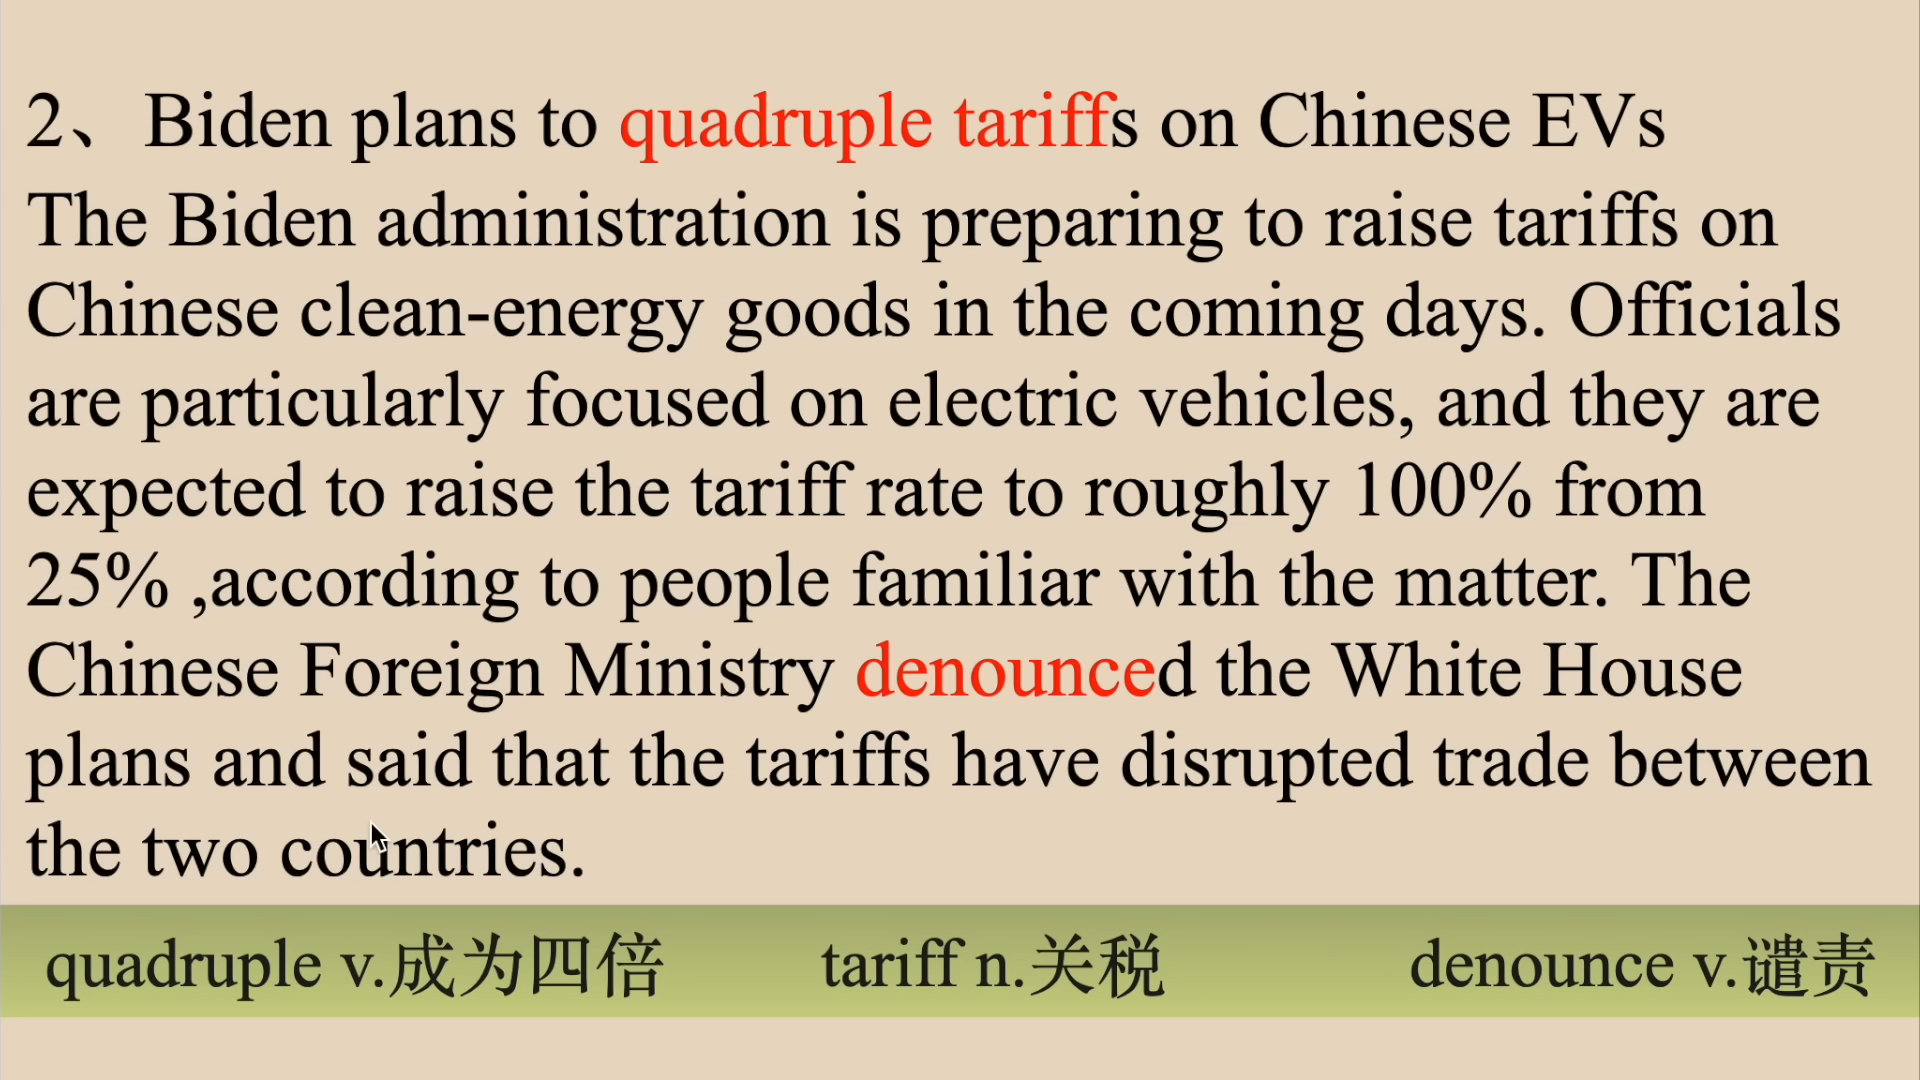 2、Biden plans to quadruple tariffs on Chinese EVs
The Biden administration is preparing to raise tariffs on
Chinese clean-energy goods in the coming days. Officials
are particularly focused on electric vehicles, and they are
expected to raise the tariff rate to roughly 100% from
25% ,according to people familiar with the matter. The
Chinese Foreign Ministry denounced the White House
plans and said that the tariffs have disrupted trade between
the two countries.
quadruple v.成为四倍 tariff n.关税 denounce v.谴责